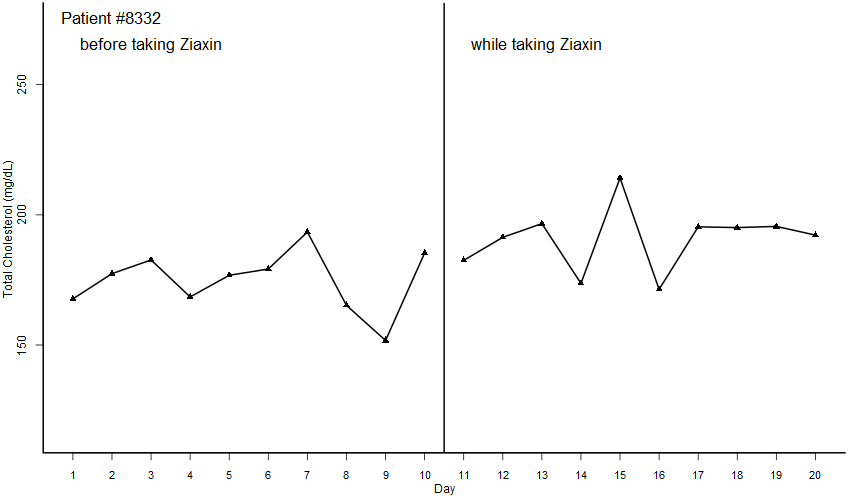 Patient #8332
before taking Ziaxin
while taking Ziaxin
250
200
150
Total Cholesterol (mg/dL)
1 2 3 4 5 6 7 8 9 10 11 12 13 14 15 16 17 18 19 20
Day